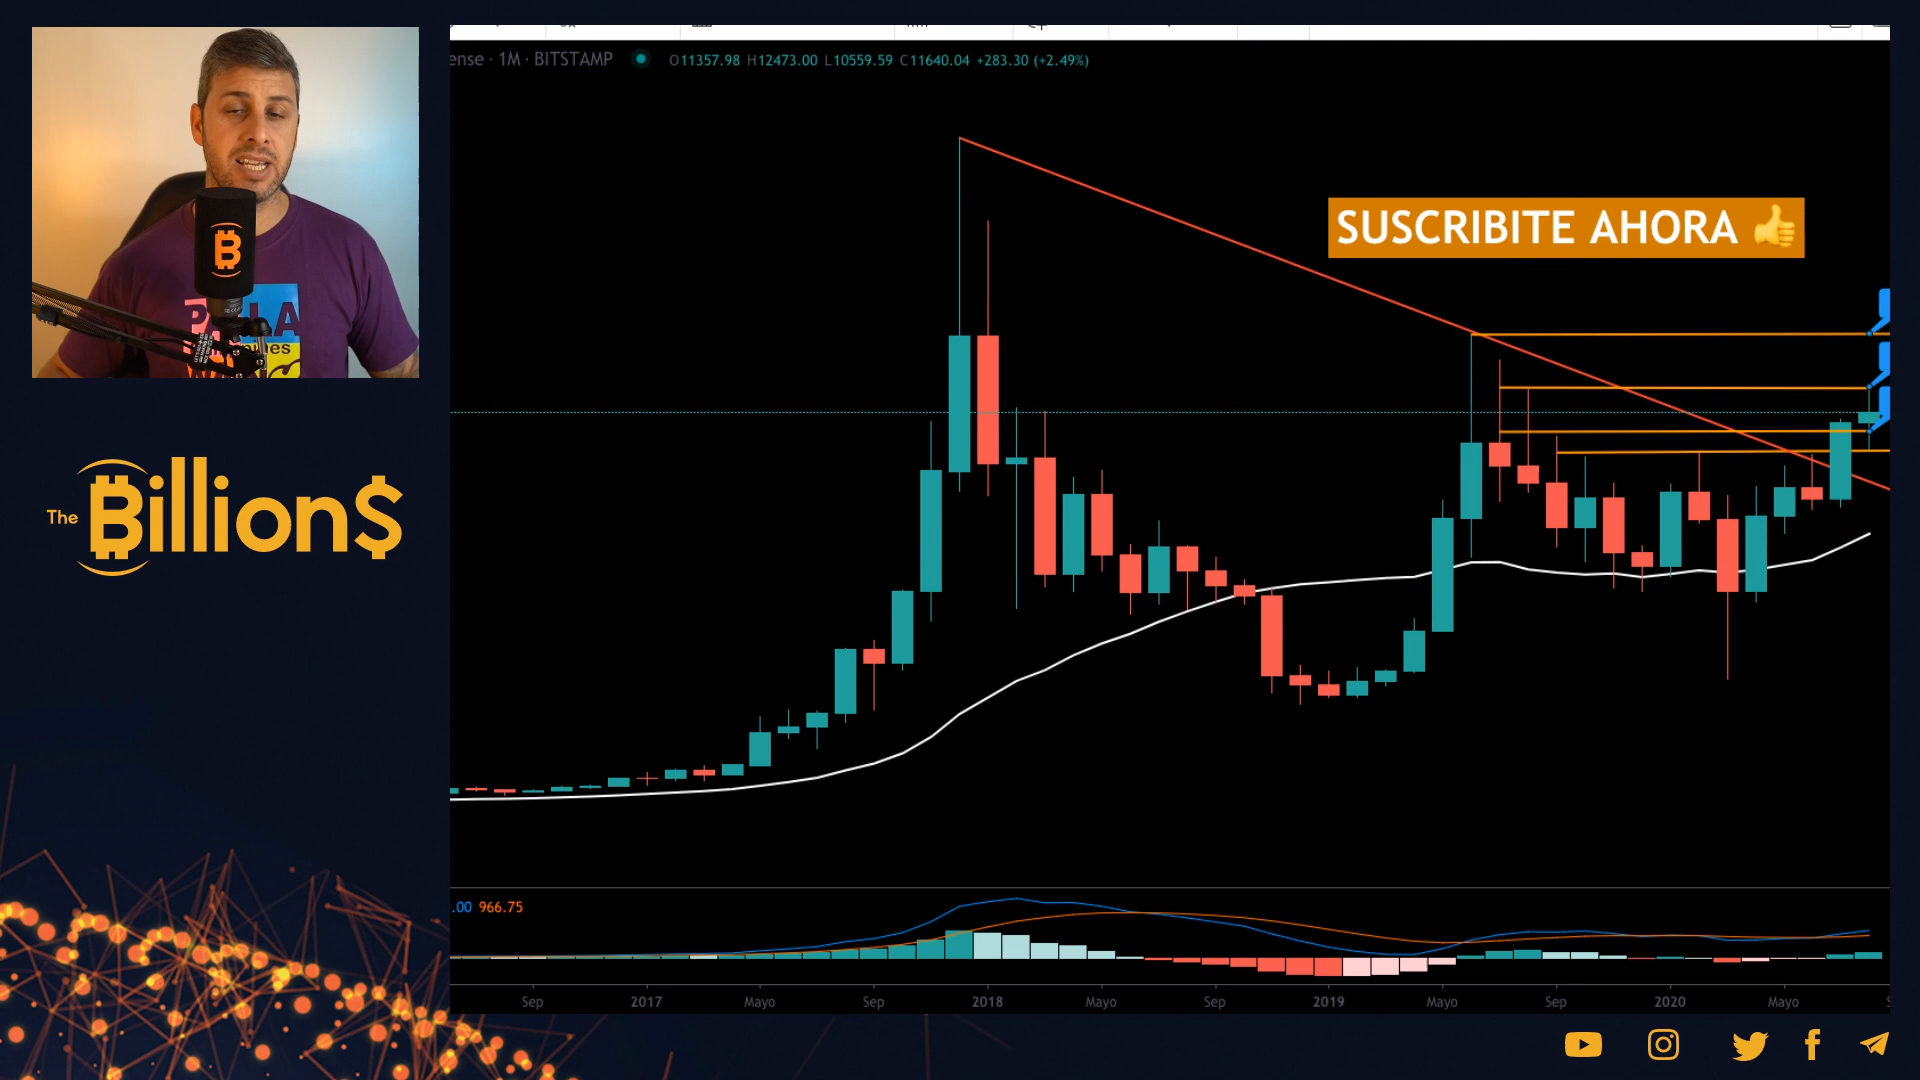 ense · 1M · BITSTAMP O11357.98 H12473.00 L10559.59 C11640.04 +283.30 (+2.49%)
SUSCRIBITE AHORA 👍
The Billion$
.00 966.75
Sep 2017 Mayo Sep 2018 Mayo Sep 2019 Mayo Sep 2020 Mayo S